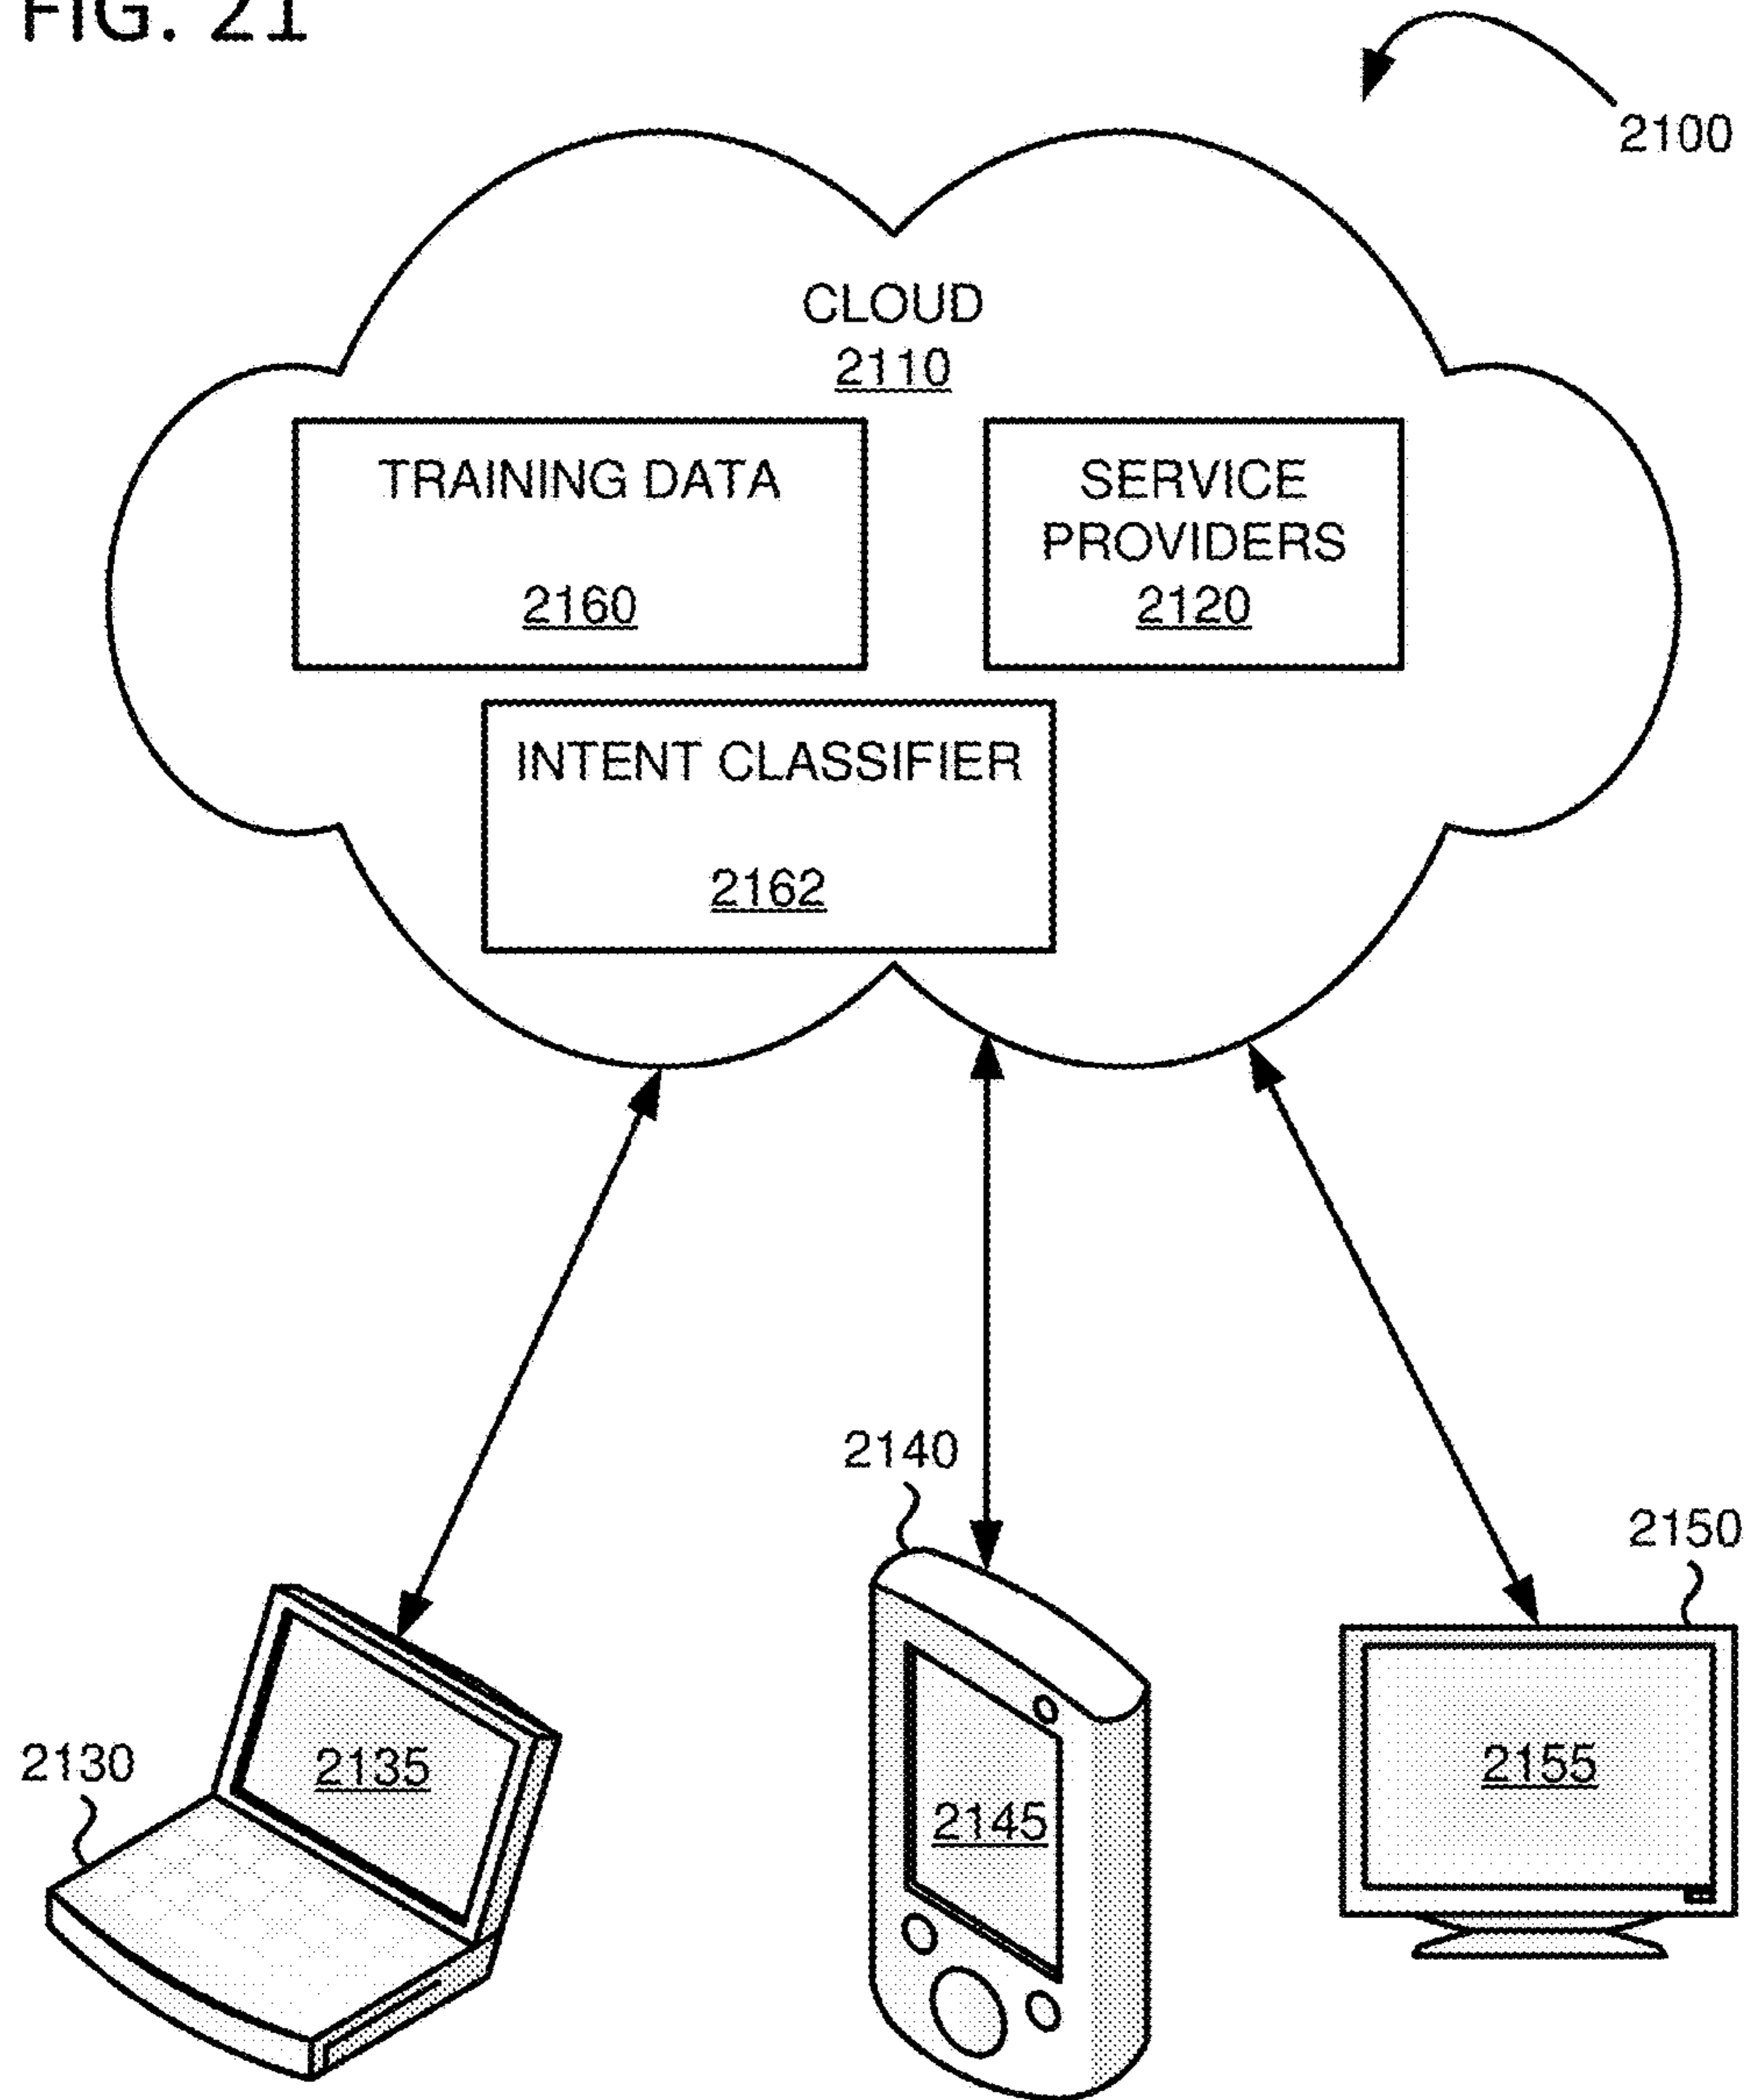 FIG. 21
2100
CLOUD
2110
TRAINING DATA
2160
SERVICE
PROVIDERS
2120
INTENT CLASSIFIER
2162
2140
2150
2130
2135
2145
2155